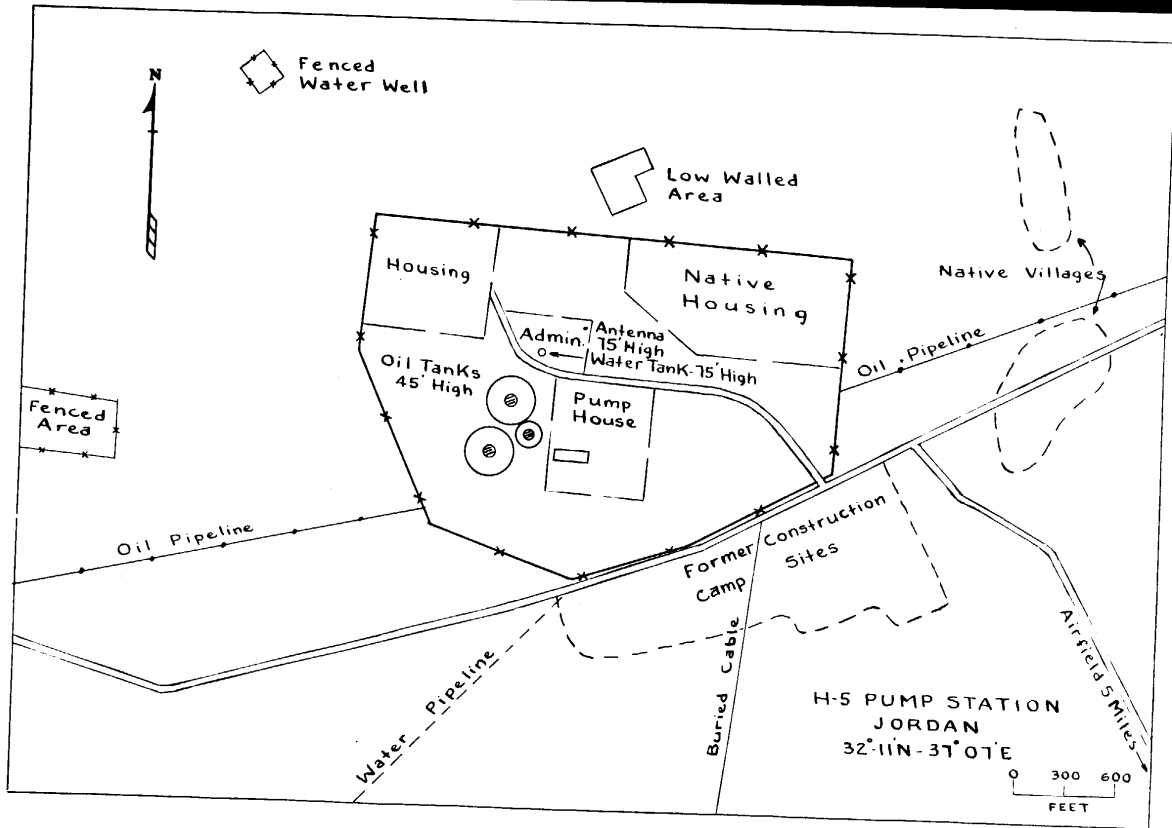 N
Fenced
Water Well
Low Walled
Area
Native Villages
Housing
Native
Housing
Antenna
75' High
Admin.
Water Tank-75' High
Oil Tanks
45' High
Oil Pipeline
Pump
House
Fenced
Area
Oil Pipeline
Former Construction
Camp Sites
Water Pipeline
Buried Cable
Airfield 5 Miles
H-5 PUMP STATION
JORDAN
32°-11'N-37°07'E
0 300 600
FEET